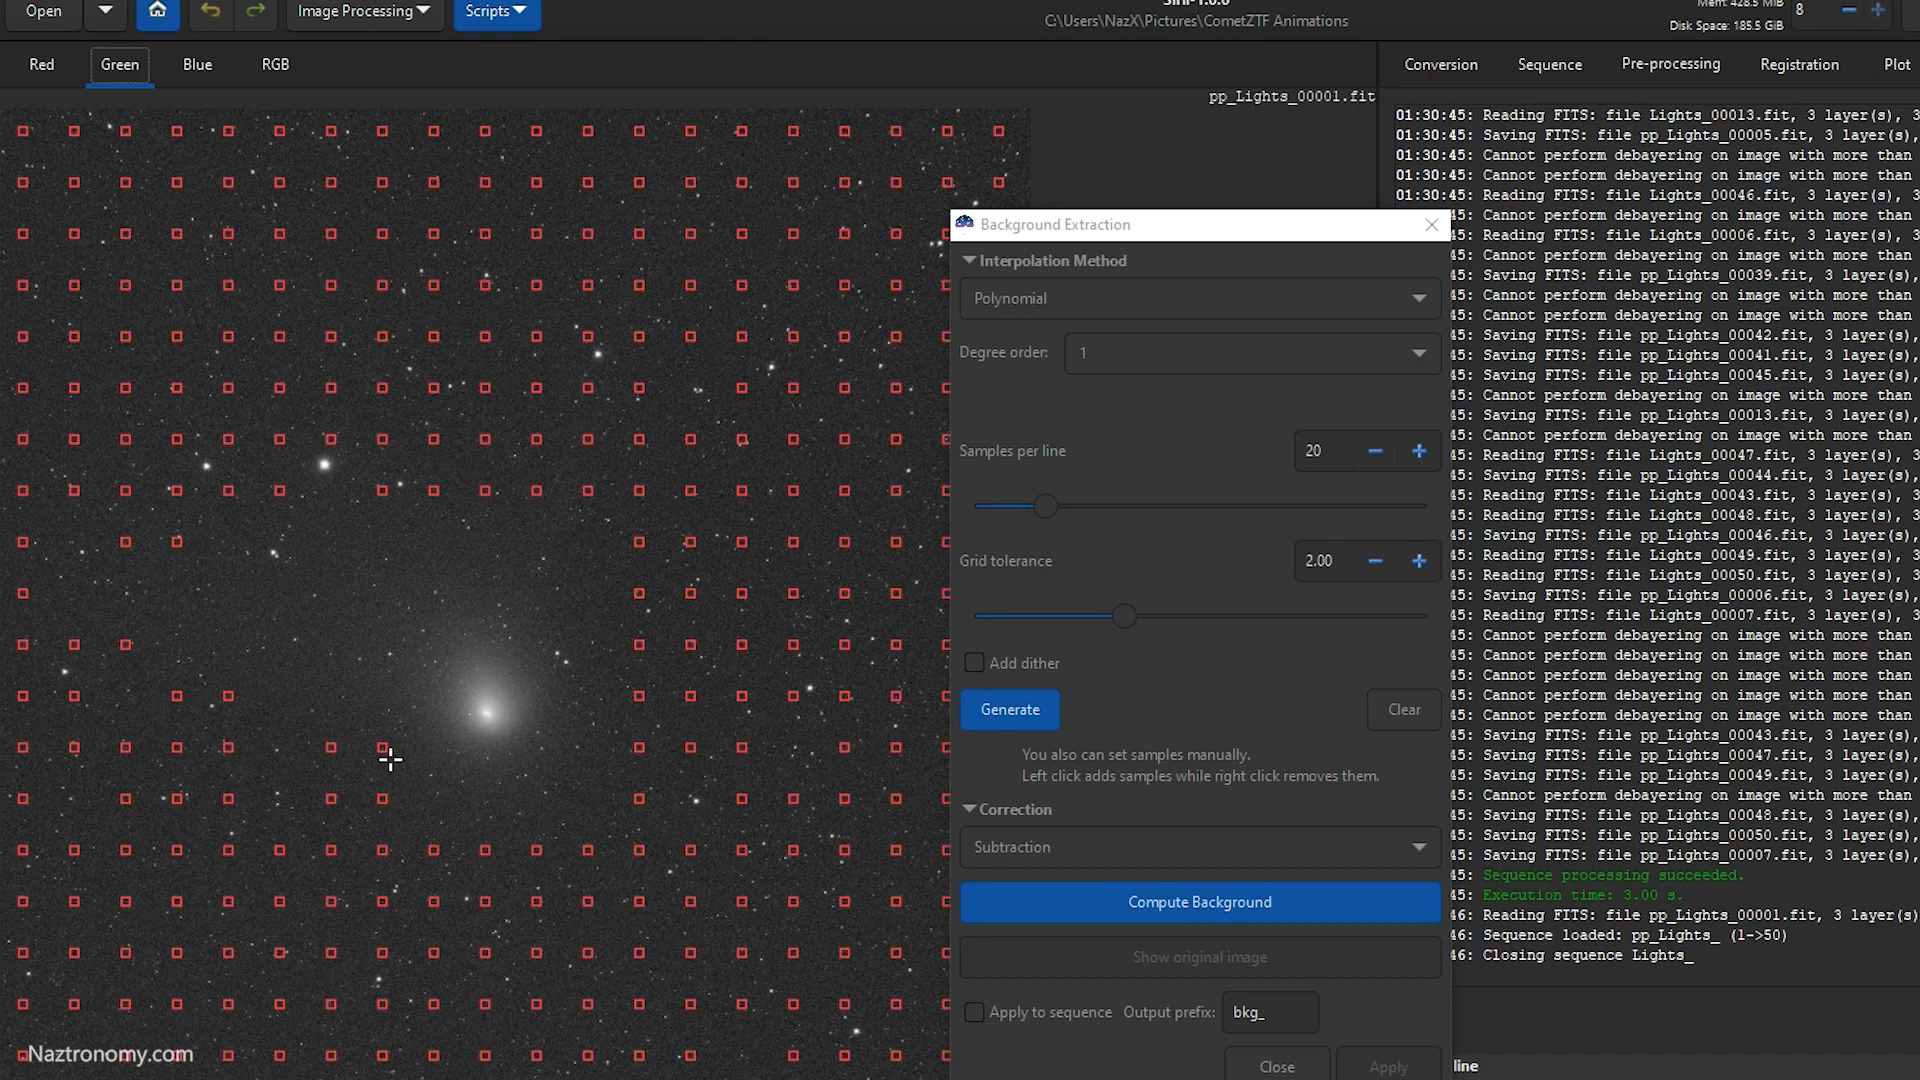 Open
Image Processing
Scripts
Siril-1.0.6
C:\Users\NazX\Pictures\CometZTF Animations
Mem: 428.5 MiB
Disk Space: 185.5 GiB
8
Red
Green
Blue
RGB
Conversion
Sequence
Pre-processing
Registration
Plot
pp_Lights_00001.fit
01:30:45: Reading FITS: file Lights_00013.fit, 3 layer(s), 3
01:30:45: Saving FITS: file pp_Lights_00005.fit, 3 layer(s),
01:30:45: Cannot perform debayering on image with more than
01:30:45: Cannot perform debayering on image with more than
01:30:45: Reading FITS: file Lights_00046.fit, 3 layer(s), 3
45: Cannot perform debayering on image with more than
45: Reading FITS: file Lights_00006.fit, 3 layer(s), 3
45: Cannot perform debayering on image with more than
45: Saving FITS: file pp_Lights_00039.fit, 3 layer(s),
45: Cannot perform debayering on image with more than
45: Cannot perform debayering on image with more than
45: Saving FITS: file pp_Lights_00042.fit, 3 layer(s),
45: Saving FITS: file pp_Lights_00041.fit, 3 layer(s),
45: Saving FITS: file pp_Lights_00045.fit, 3 layer(s),
45: Cannot perform debayering on image with more than
45: Saving FITS: file pp_Lights_00013.fit, 3 layer(s),
45: Cannot perform debayering on image with more than
45: Reading FITS: file Lights_00047.fit, 3 layer(s), 3
45: Saving FITS: file pp_Lights_00044.fit, 3 layer(s),
45: Reading FITS: file Lights_00043.fit, 3 layer(s), 3
45: Reading FITS: file Lights_00048.fit, 3 layer(s), 3
45: Saving FITS: file pp_Lights_00046.fit, 3 layer(s),
45: Reading FITS: file Lights_00049.fit, 3 layer(s), 3
45: Reading FITS: file Lights_00050.fit, 3 layer(s), 3
45: Saving FITS: file pp_Lights_00006.fit, 3 layer(s),
45: Reading FITS: file Lights_00007.fit, 3 layer(s), 3
45: Cannot perform debayering on image with more than
45: Cannot perform debayering on image with more than
45: Cannot perform debayering on image with more than
45: Cannot perform debayering on image with more than
45: Cannot perform debayering on image with more than
45: Saving FITS: file pp_Lights_00043.fit, 3 layer(s),
45: Saving FITS: file pp_Lights_00047.fit, 3 layer(s),
45: Saving FITS: file pp_Lights_00049.fit, 3 layer(s),
45: Cannot perform debayering on image with more than
45: Saving FITS: file pp_Lights_00048.fit, 3 layer(s),
45: Saving FITS: file pp_Lights_00050.fit, 3 layer(s),
45: Saving FITS: file pp_Lights_00007.fit, 3 layer(s),
45: Sequence processing succeeded.
45: Execution time: 3.00 s.
46: Reading FITS: file pp_Lights_00001.fit, 3 layer(s)
46: Sequence loaded: pp_Lights_ (1->50)
46: Closing sequence Lights_
line
Background Extraction
Interpolation Method
Polynomial
Degree order: 1
Samples per line 20
Grid tolerance 2.00
Add dither
Generate
Clear
You also can set samples manually.
Left click adds samples while right click removes them.
Correction
Subtraction
Compute Background
Show original image
Apply to sequence Output prefix: bkg_
Close
Apply
Naztronomy.com